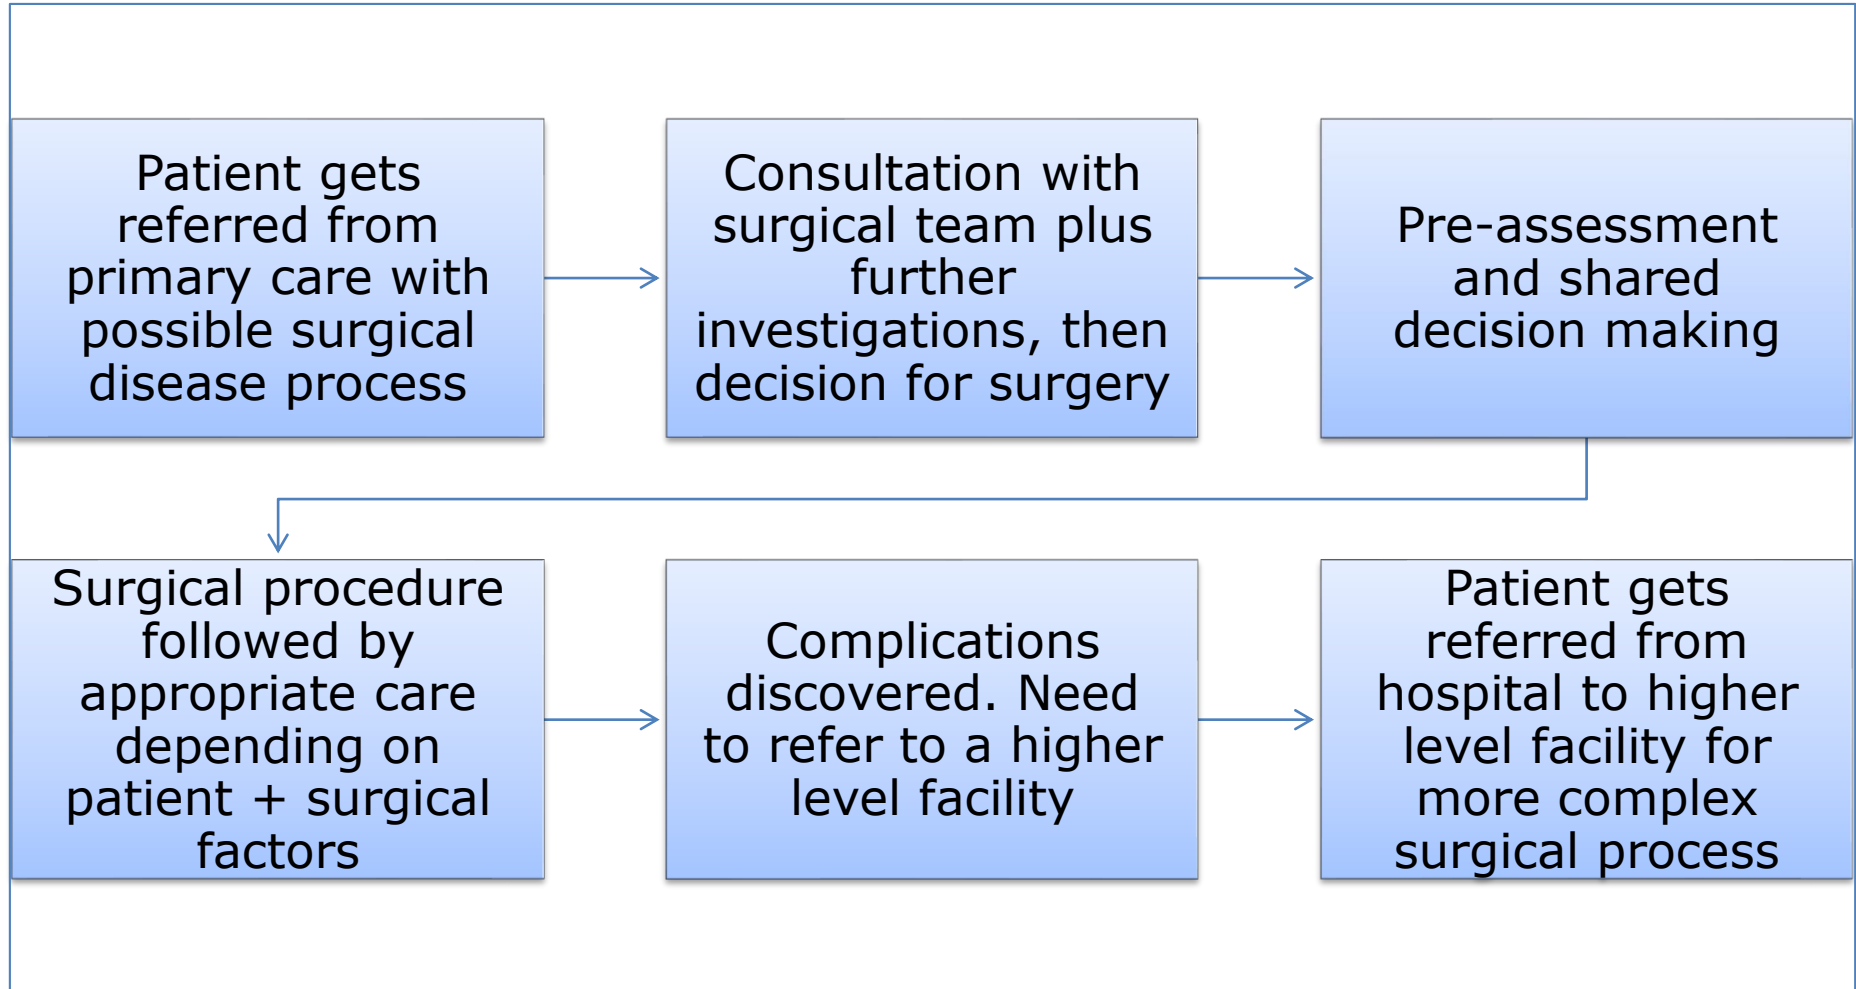 Patient gets
referred from
primary care with
possible surgical
disease process
Consultation with
surgical team plus
further
investigations, then
decision for surgery
Pre-assessment
and shared
decision making
Surgical procedure
followed by
appropriate care
depending on
patient + surgical
factors
Complications
discovered. Need
to refer to a higher
level facility
Patient gets
referred from
hospital to higher
level facility for
more complex
surgical process